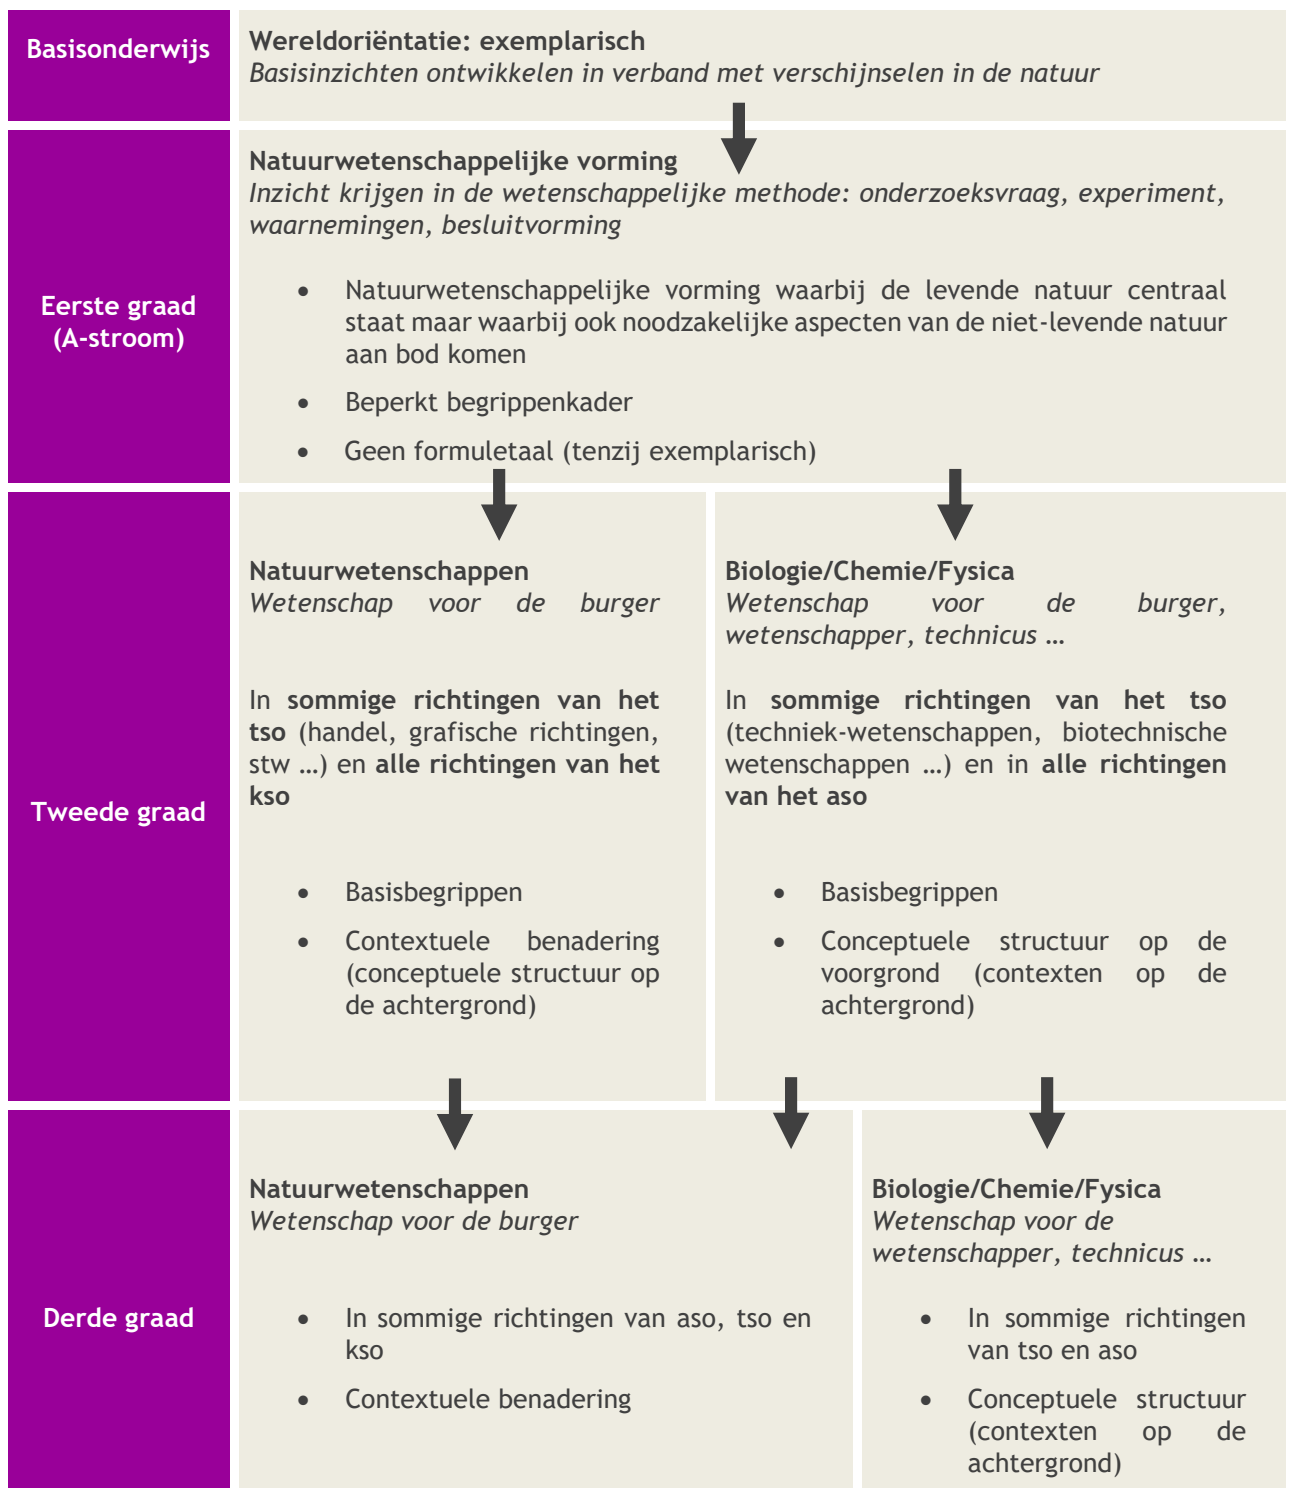 Basisonderwijs
Wereldoriëntatie: exemplarisch
Basisinzichten ontwikkelen in verband met verschijnselen in de natuur
Eerste graad
(A-stroom)
Natuurwetenschappelijke vorming
Inzicht krijgen in de wetenschappelijke methode: onderzoeksvraag, experiment,
waarnemingen, besluitvorming
• Natuurwetenschappelijke vorming waarbij de levende natuur centraal
staat maar waarbij ook noodzakelijke aspecten van de niet-levende natuur
aan bod komen
• Beperkt begrippenkader
• Geen formuletaal (tenzij exemplarisch)
Tweede graad
Natuurwetenschappen
Wetenschap voor de burger
In sommige richtingen van het
tso (handel, grafische richtingen,
stw …) en alle richtingen van het
kso
• Basisbegrippen
• Contextuele benadering
(conceptuele structuur op
de achtergrond)
Biologie/Chemie/Fysica
Wetenschap voor de burger,
wetenschapper, technicus …
In sommige richtingen van het tso
(techniek-wetenschappen, biotechnische
wetenschappen …) en in alle richtingen
van het aso
• Basisbegrippen
• Conceptuele structuur op de
voorgrond (contexten op de
achtergrond)
Derde graad
Natuurwetenschappen
Wetenschap voor de burger
• In sommige richtingen van aso, tso en
kso
• Contextuele benadering
Biologie/Chemie/Fysica
Wetenschap voor de
wetenschapper, technicus …
• In sommige richtingen
van tso en aso
• Conceptuele structuur
(contexten op de
achtergrond)